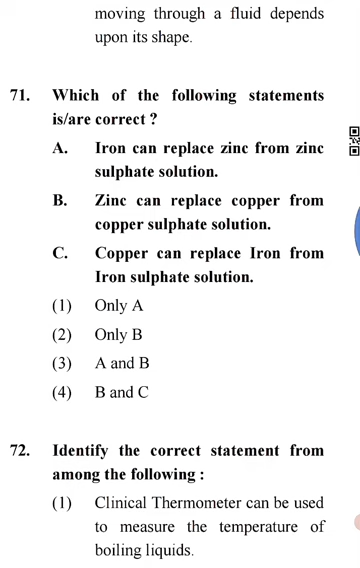 moving through a fluid depends
upon its shape.
71. Which of the following statements
is/are correct ?
A. Iron can replace zinc from zinc
sulphate solution.
B. Zinc can replace copper from
copper sulphate solution.
C. Copper can replace Iron from
Iron sulphate solution.
(1) Only A
(2) Only B
(3) A and B
(4) B and C
72. Identify the correct statement from
among the following :
(1) Clinical Thermometer can be used
to measure the temperature of
boiling liquids.